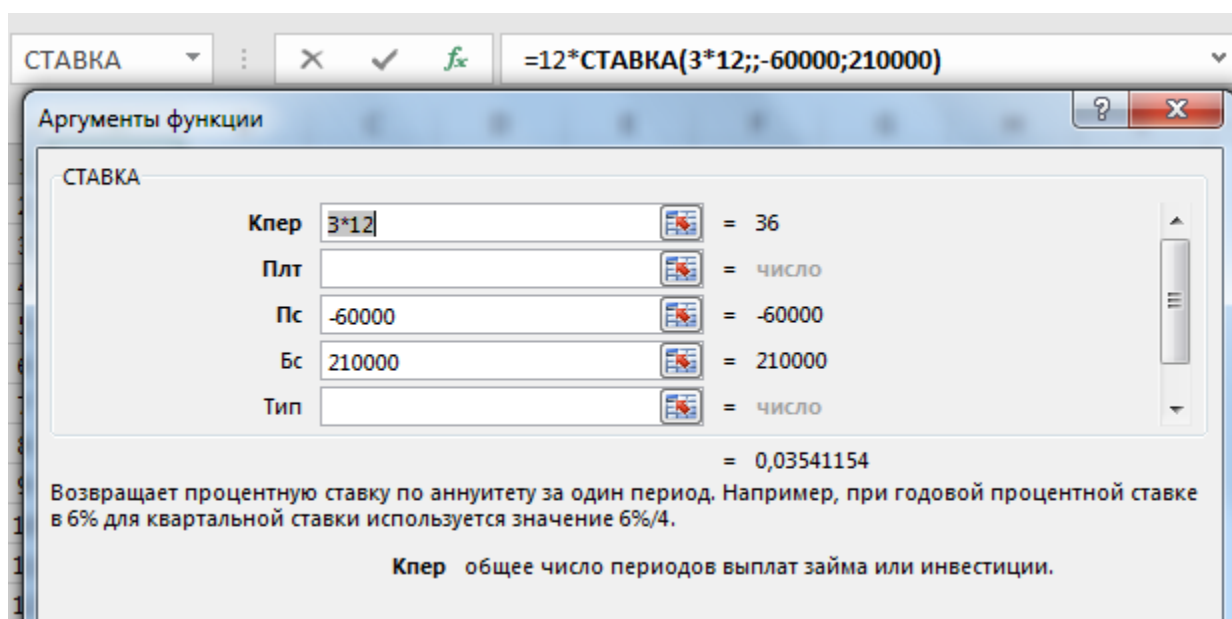 СТАВКА fx =12*СТАВКА(3*12;;-60000;210000)
Аргументы функции ? X
СТАВКА
Кпер 3*12 = 36
Плт = число
Пс -60000 = -60000
Бс 210000 = 210000
Тип = число
= 0,03541154
Возвращает процентную ставку по аннуитету за один период. Например, при годовой процентной ставке
в 6% для квартальной ставки используется значение 6%/4.
Кпер общее число периодов выплат займа или инвестиции.